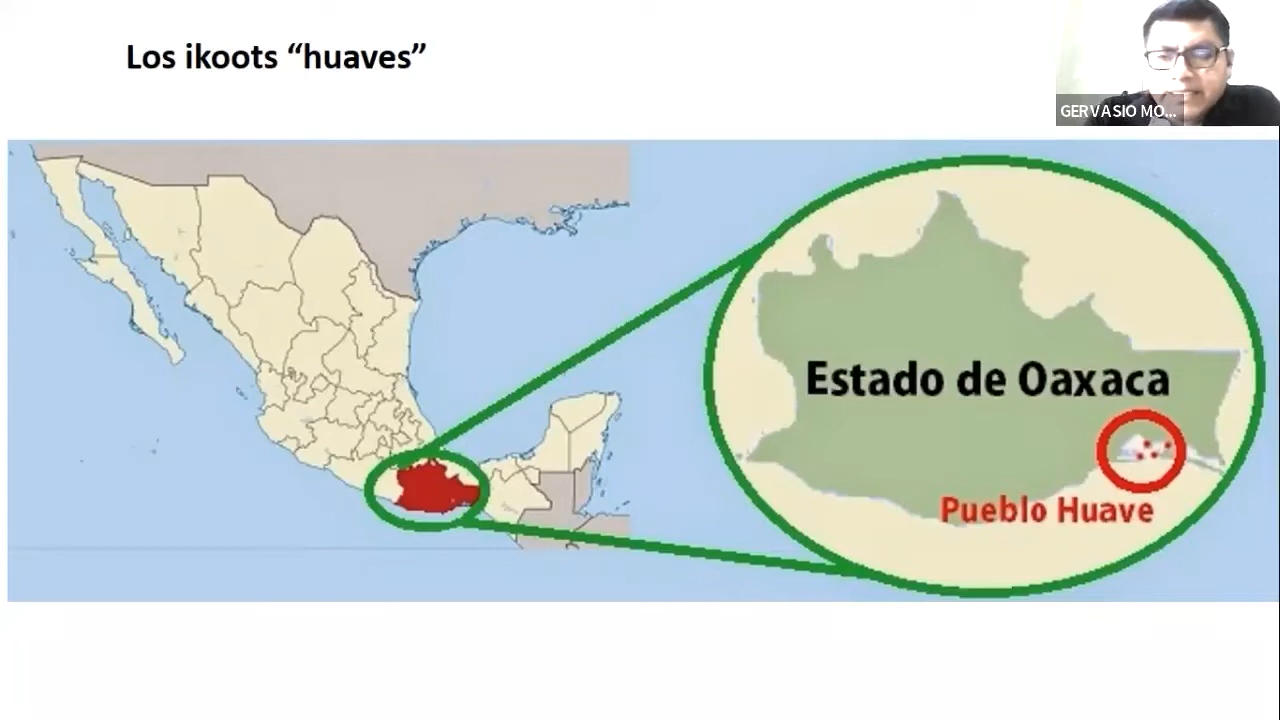 Los ikoots “huaves”
GERVASIO MO...
Estado de Oaxaca
Pueblo Huave